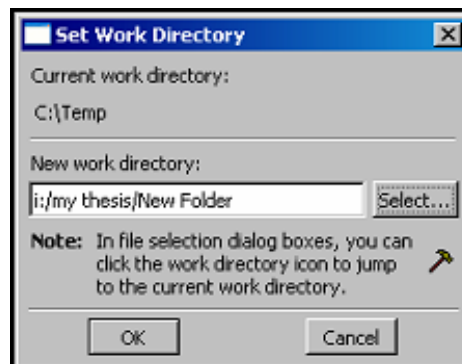 Set Work Directory
Current work directory:
C:\Temp
New work directory:
i:/my thesis/New Folder
Select...
Note: In file selection dialog boxes, you can
click the work directory icon to jump
to the current work directory.
OK
Cancel